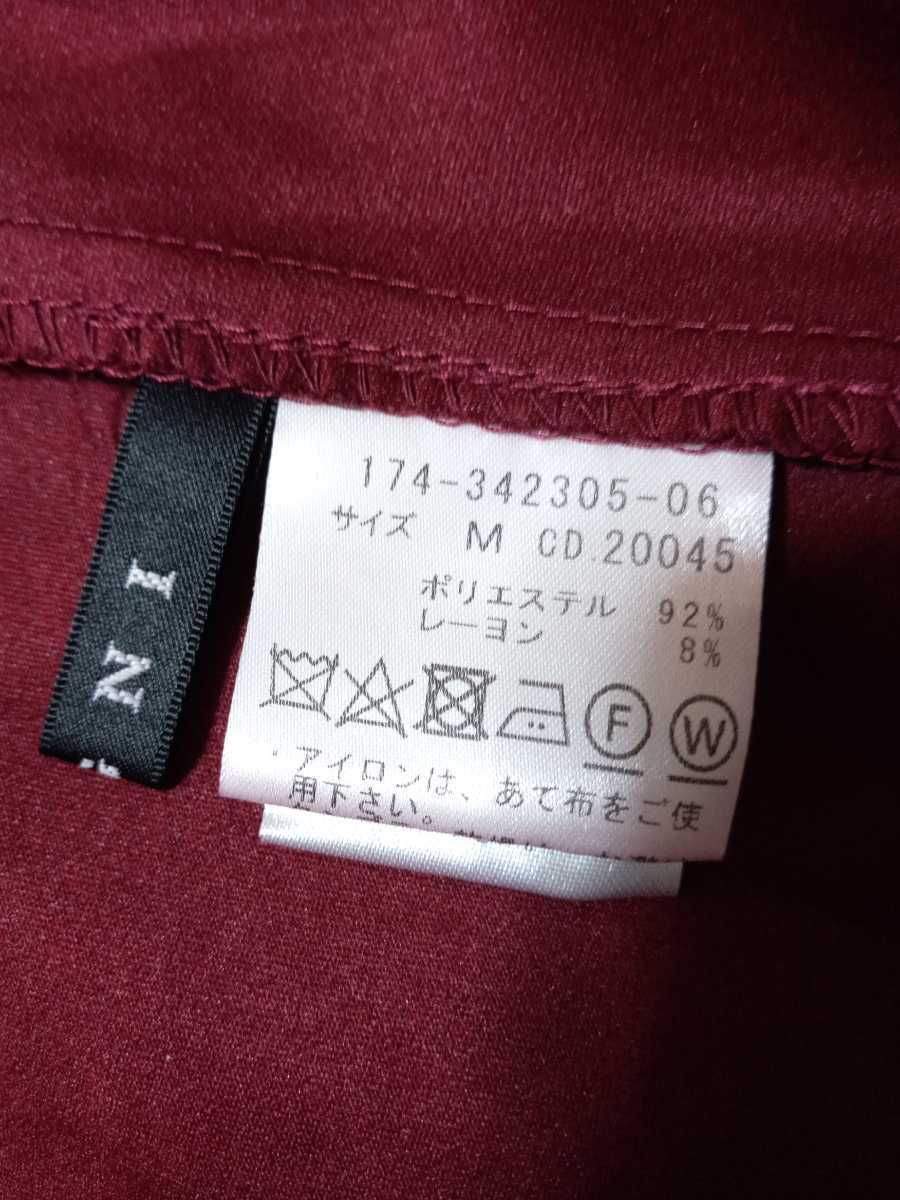 174-342305-06
サイズ M CD.20045
ポリエステル 92%
レーヨン 8%
F W
・アイロンは、あて布をご使
用下さい。
N I